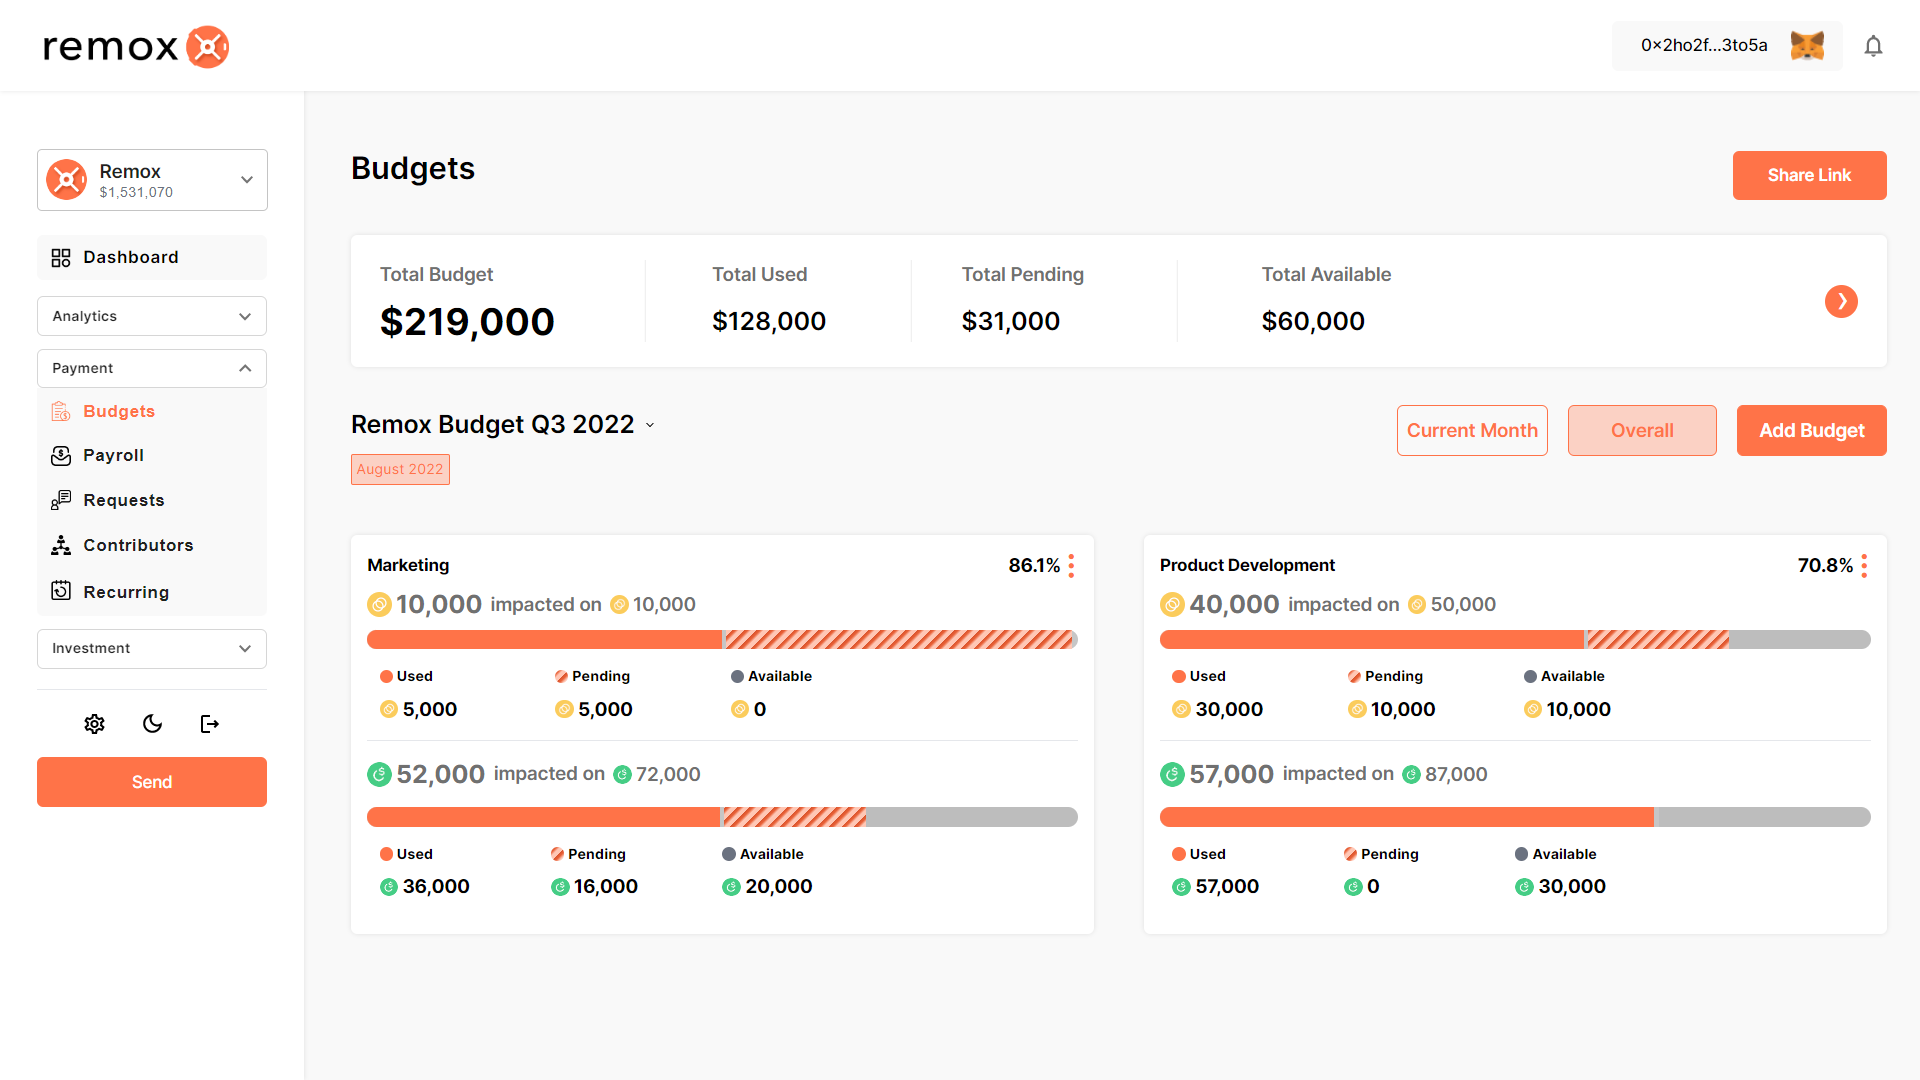 remox
0x2ho2f...3to5a
Remox
$1,531,070
Dashboard
Analytics
Payment
Budgets
Payroll
Requests
Contributors
Recurring
Investment
Send
Budgets
Share Link
Total Budget
$219,000
Total Used
$128,000
Total Pending
$31,000
Total Available
$60,000
Remox Budget Q3 2022
August 2022
Current Month
Overall
Add Budget
Marketing
86.1%
10,000 impacted on 10,000
Used
Pending
Available
5,000
5,000
0
52,000 impacted on 72,000
Used
Pending
Available
36,000
16,000
20,000
Product Development
70.8%
40,000 impacted on 50,000
Used
Pending
Available
30,000
10,000
10,000
57,000 impacted on 87,000
Used
Pending
Available
57,000
0
30,000